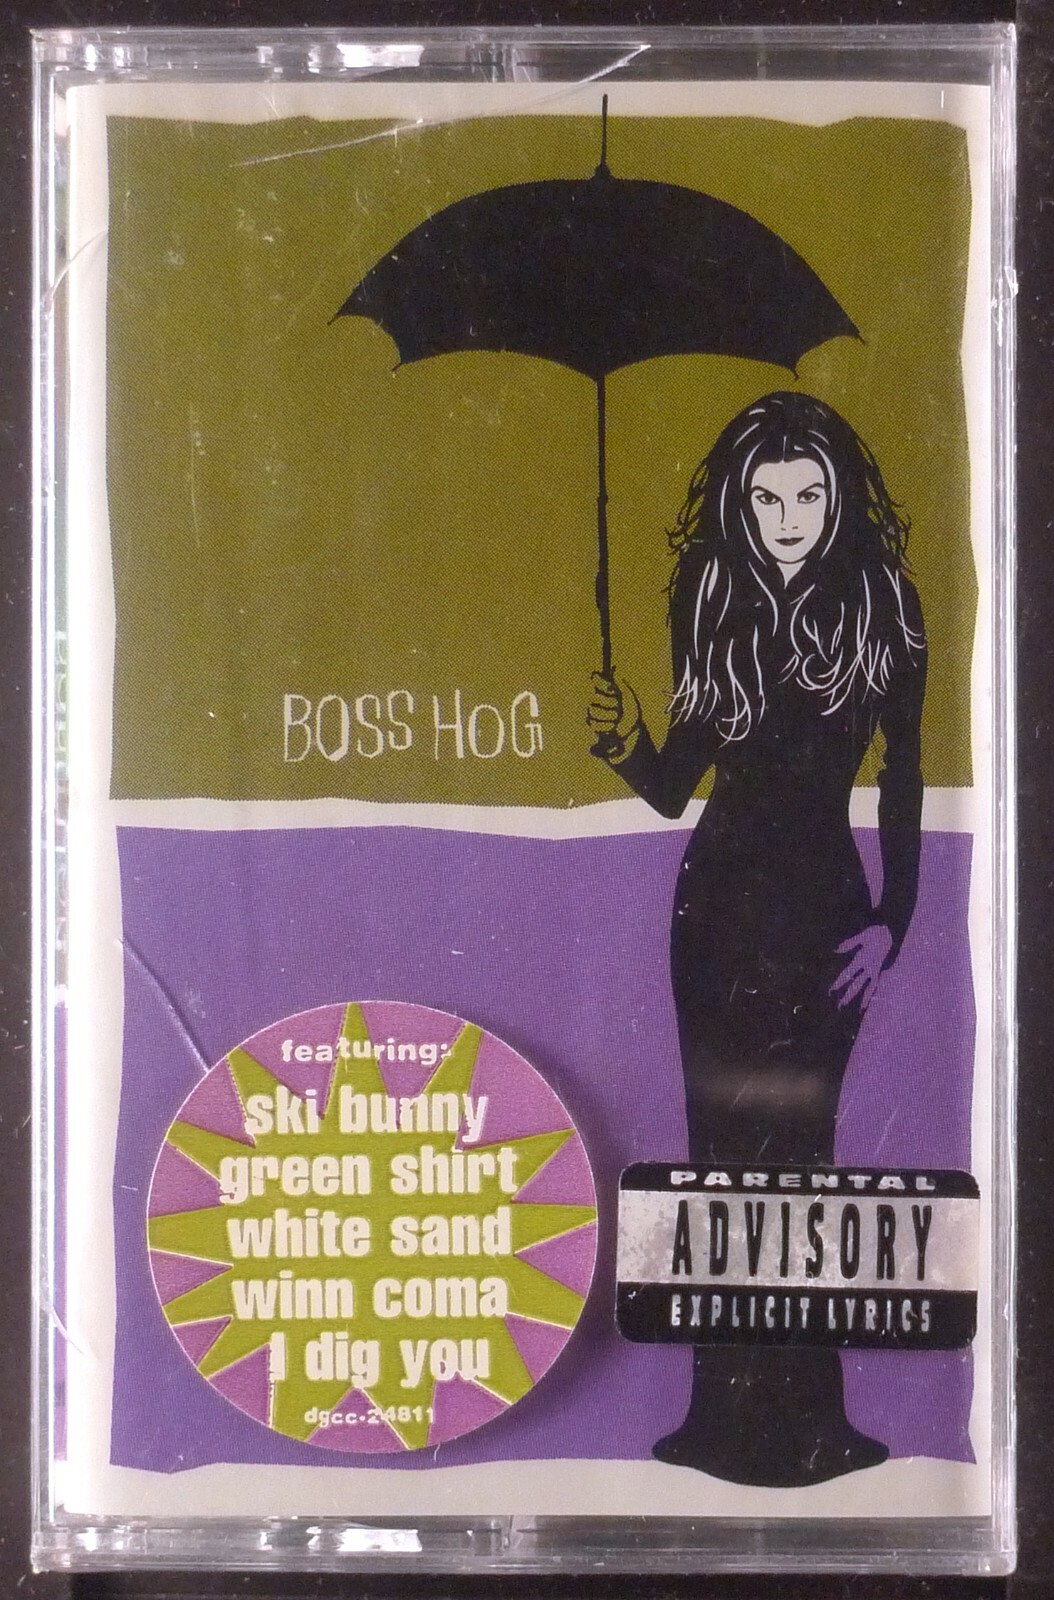 BOSS HOG
featuring:
ski bunny
green shirt
white sand
winn coma
I dig you
dgcc•24811
PARENTAL
ADVISORY
EXPLICIT LYRICS